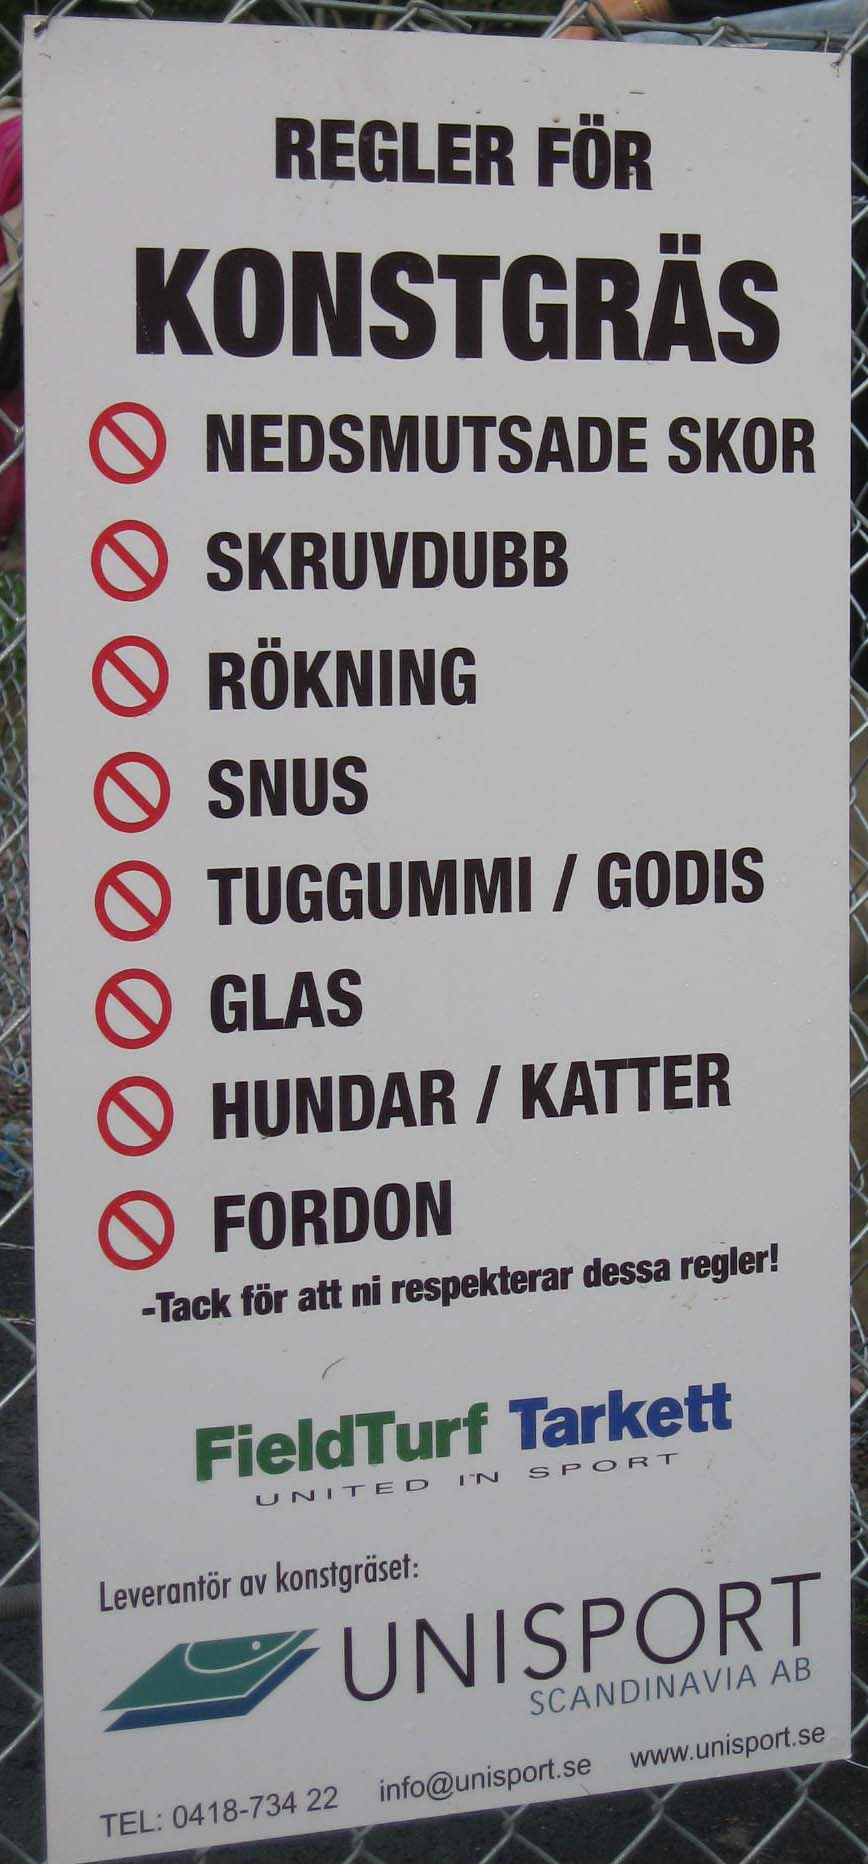 REGLER FÖR
KONSTGRÄS
NEDSMUTSADE SKOR
SKRUVDUBB
RÖKNING
SNUS
TUGGUMMI / GODIS
GLAS
HUNDAR / KATTER
FORDON
-Tack för att ni respekterar dessa regler!
FieldTurf Tarkett
UNITED IN SPORT
Leverantör av konstgräset:
UNISPORT
SCANDINAVIA AB
TEL: 0418-734 22 info@unisport.se www.unisport.se